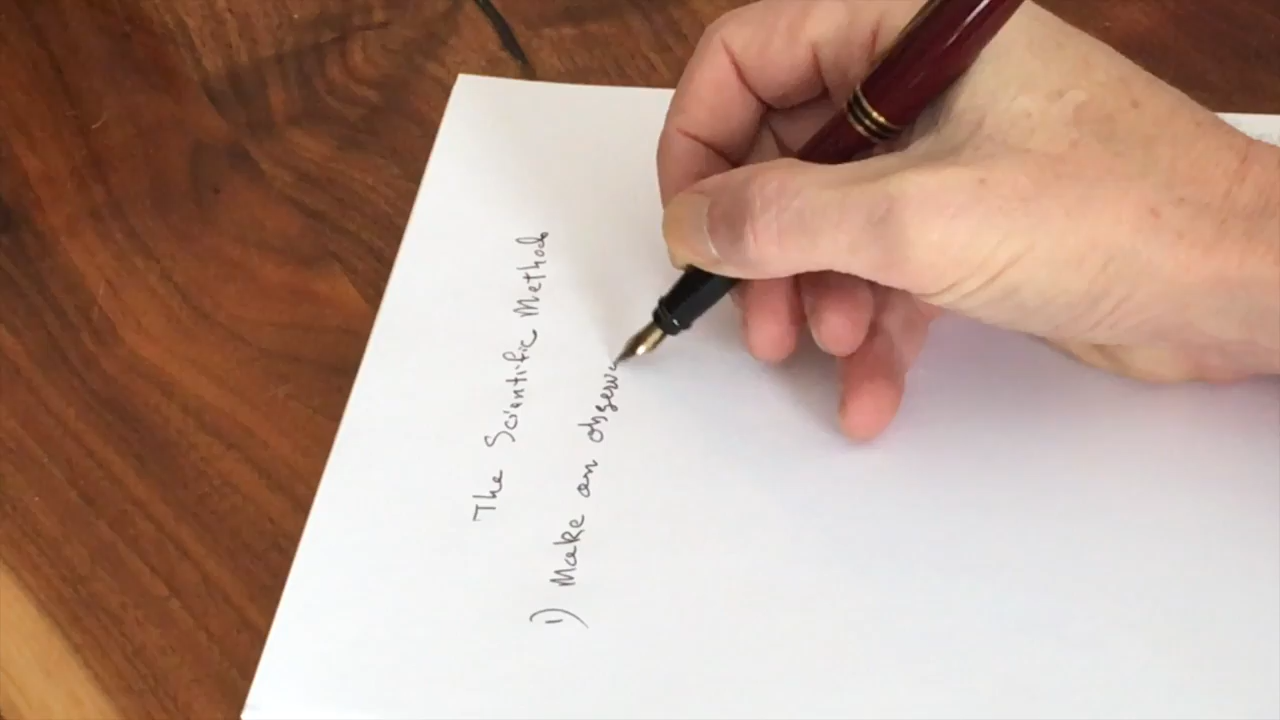 The Scientific Method
1) Make an observ